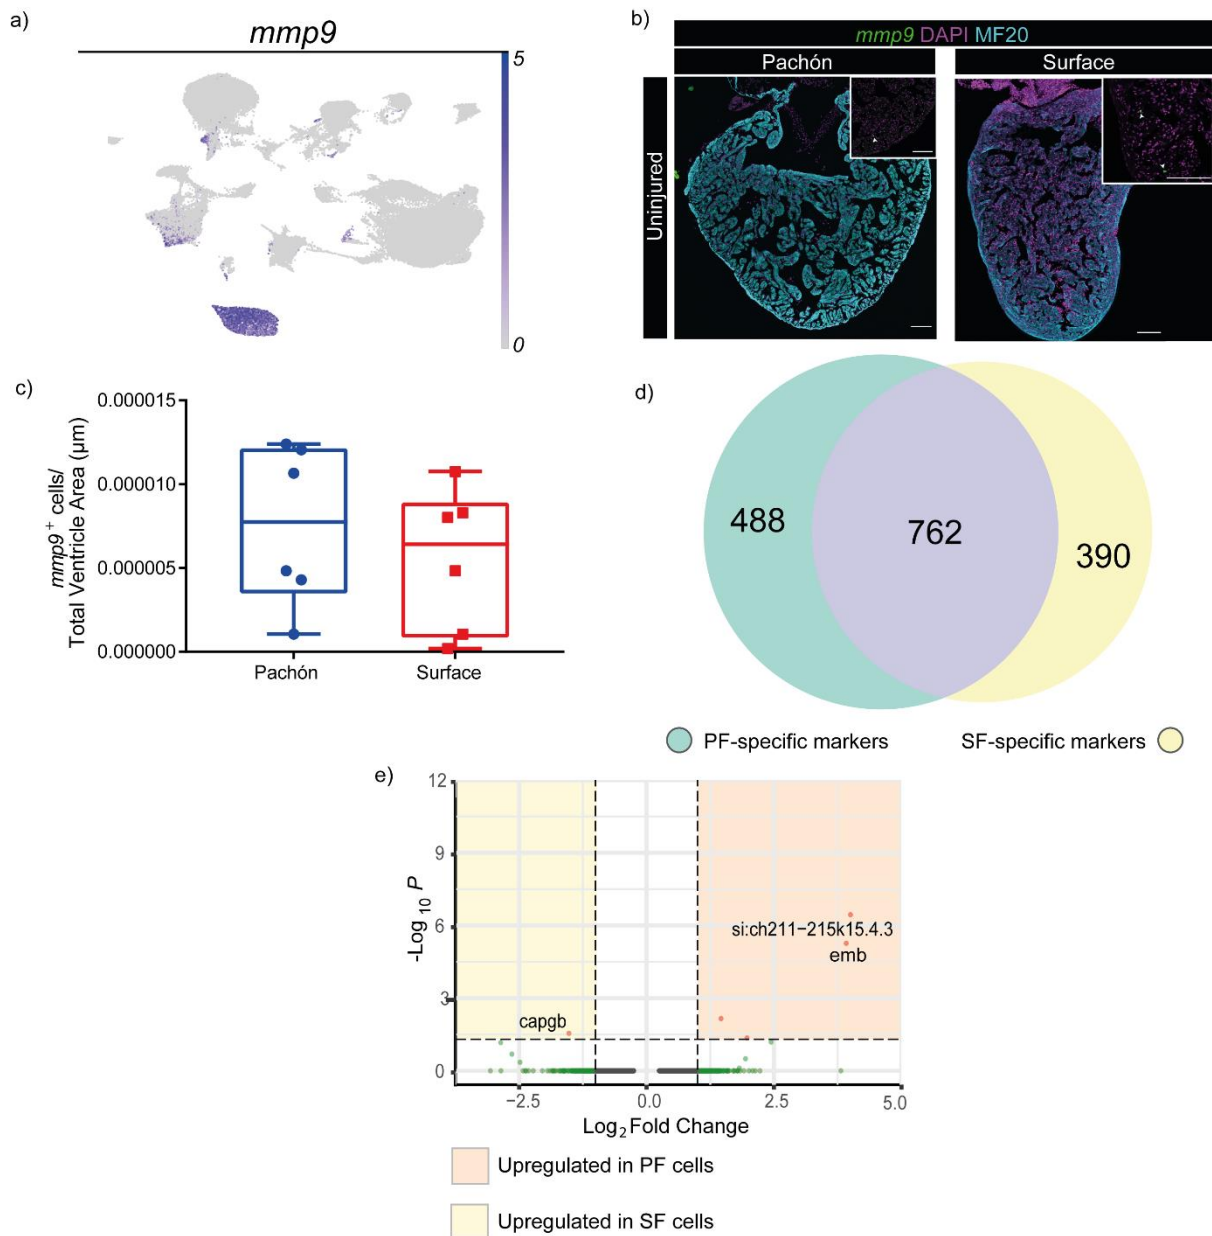 a)
mmp9
5
0
b)
mmp9 DAPI MF20
Pachón
Surface
Uninjured
c)
0.000015
0.000010
0.000005
0.000000
mmp9+ cells/
Total Ventricle Area (µm)
Pachón
Surface
d)
488
762
390
PF-specific markers
SF-specific markers
e)
12
9
6
3
0
-Log10 P
si:ch211−215k15.4.3
emb
capgb
−2.5
0.0
2.5
5.0
Log2 Fold Change
Upregulated in PF cells
Upregulated in SF cells